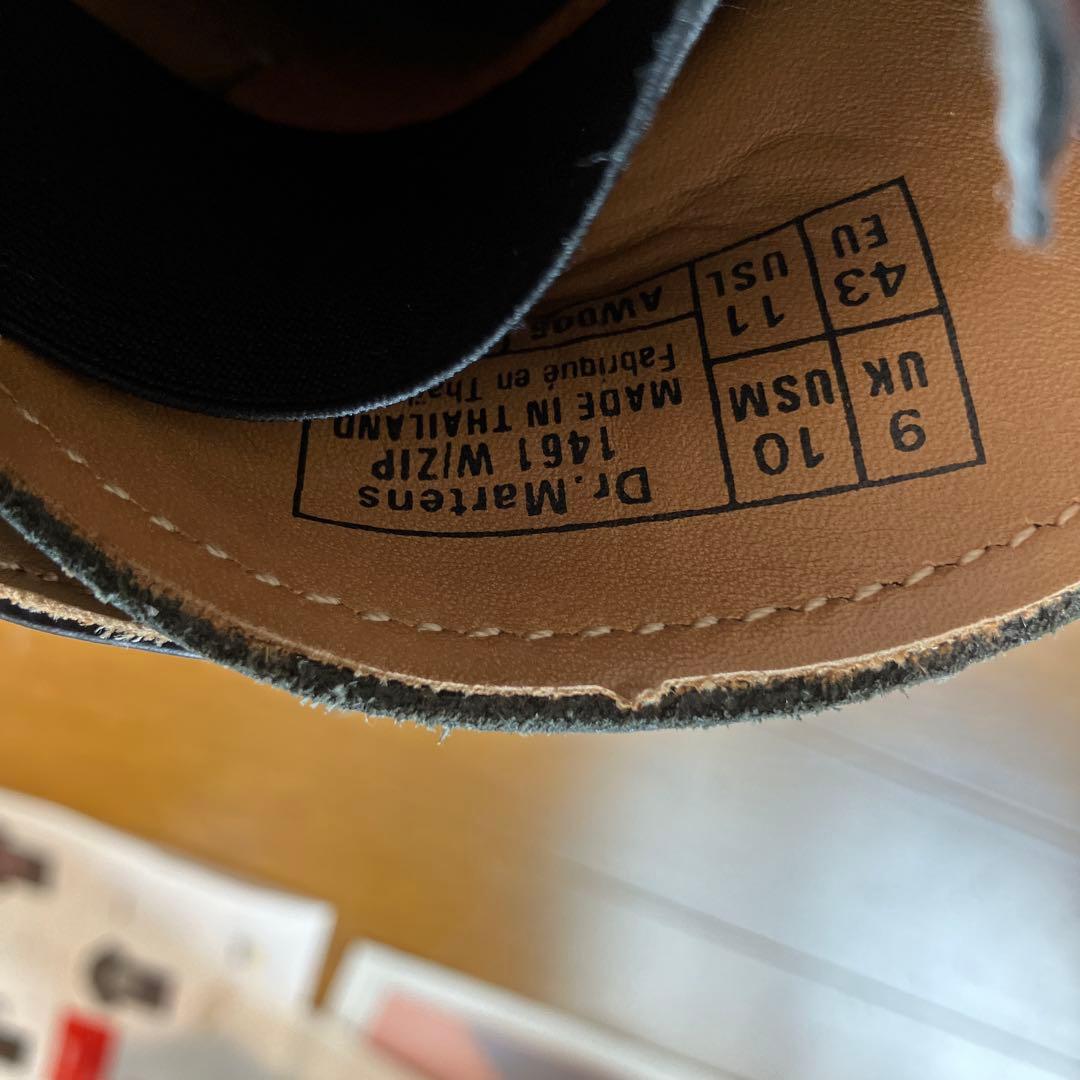 Dr.Martens
1461 W/ZIP
MADE IN THAILAND
Fabriqué en
9
UK
10
USM
43
EU
11
USL